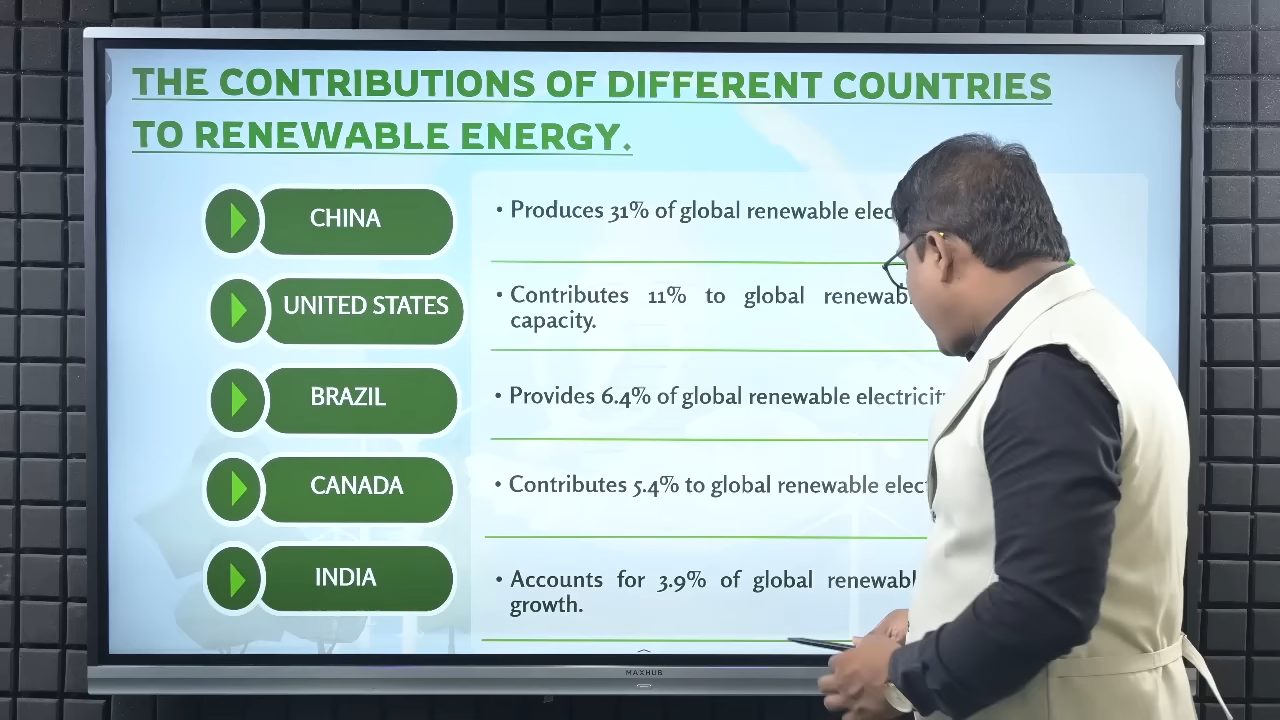 THE CONTRIBUTIONS OF DIFFERENT COUNTRIES
TO RENEWABLE ENERGY.
CHINA
• Produces 31% of global renewable
UNITED STATES
• Contributes 11% to global
capacity.
BRAZIL
• Provides 6.4% of global renewable
CANADA
• Contributes 5.4% to global renewable
INDIA
• Accounts for 3.9% of global
growth.
MAXHUB